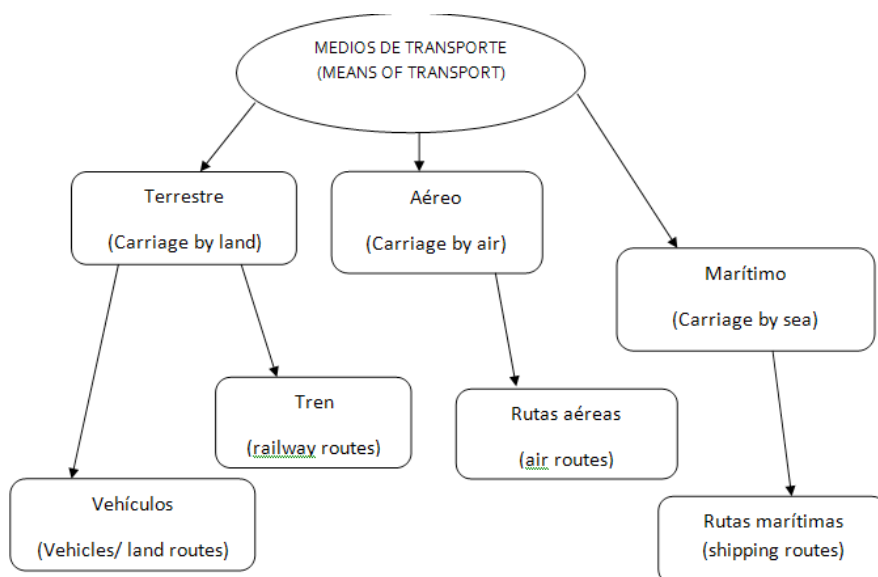 MEDIOS DE TRANSPORTE
(MEANS OF TRANSPORT)
Terrestre
(Carriage by land)
Aéreo
(Carriage by air)
Marítimo
(Carriage by sea)
Tren
(railway routes)
Rutas aéreas
(air routes)
Vehículos
(Vehicles/ land routes)
Rutas marítimas
(shipping routes)